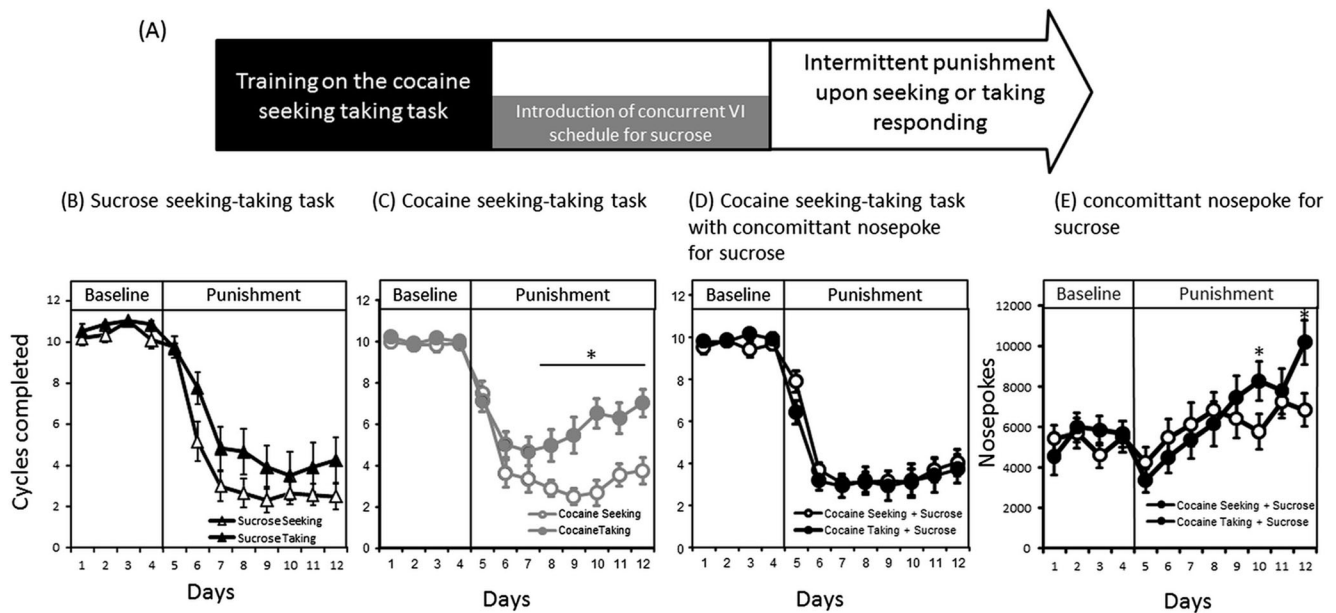 (A)
Training on the cocaine
seeking taking task
Introduction of concurrent VI
schedule for sucrose
Intermittent punishment
upon seeking or taking
responding
(B) Sucrose seeking-taking task
Cycles completed
12
10
8
6
4
2
0
Baseline Punishment
Sucrose Seeking
Sucrose Taking
1 2 3 4 5 6 7 8 9 10 11 12
Days
(C) Cocaine seeking-taking task
12
10
8
6
4
2
0
Baseline Punishment
*
Cocaine Seeking
CocaineTaking
1 2 3 4 5 6 7 8 9 10 11 12
Days
(D) Cocaine seeking-taking task
with concomittant nosepoke
for sucrose
12
10
8
6
4
2
0
Baseline Punishment
Cocaine Seeking + Sucrose
Cocaine Taking + Sucrose
1 2 3 4 5 6 7 8 9 10 11 12
Days
(E) concomittant nosepoke for
sucrose
Nosepokes
12000
10000
8000
6000
4000
2000
0
Baseline Punishment
*
*
Cocaine Seeking + Sucrose
Cocaine Taking + Sucrose
1 2 3 4 5 6 7 8 9 10 11 12
Days